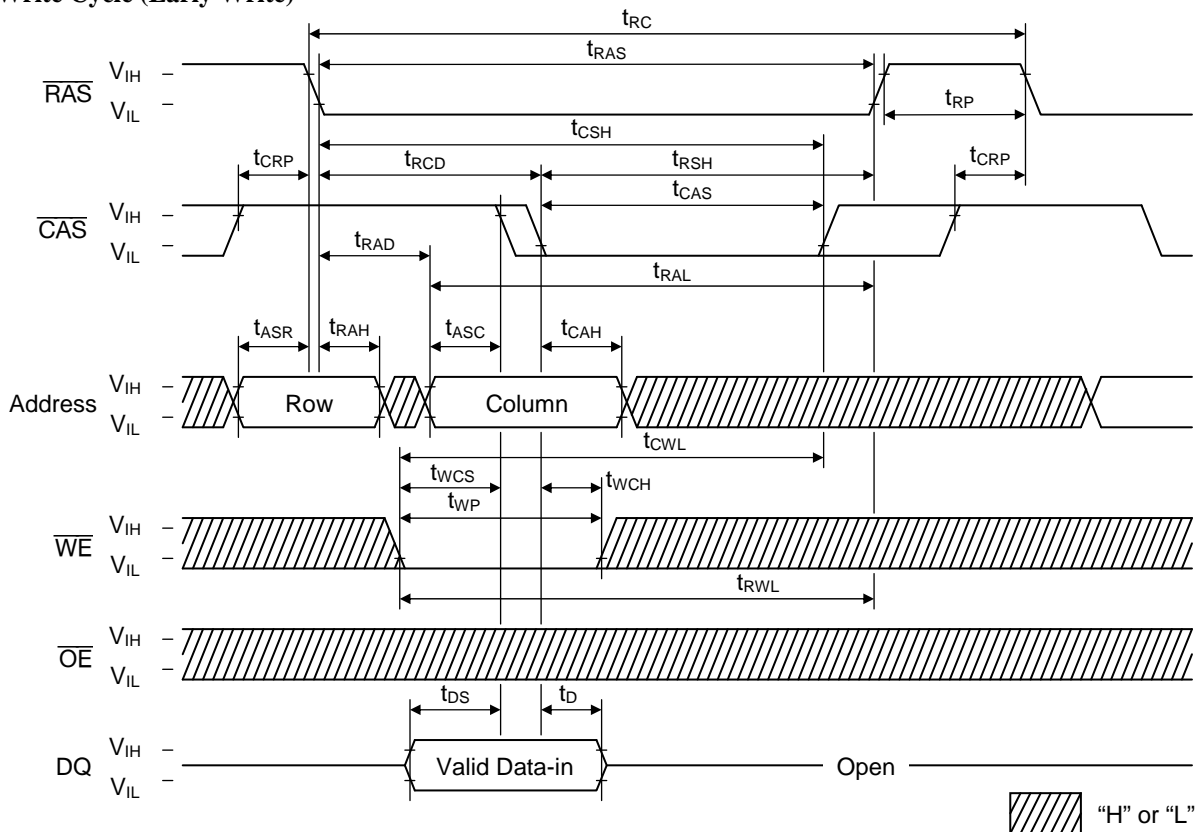 Write Cycle (Early Write)
tRC
tRAS
RAS
VIH
VIL
tRP
tCSH
tCRP
tRCD
tRSH
tCRP
tCAS
CAS
VIH
VIL
tRAD
tRAL
tASR
tRAH
tASC
tCAH
Address
VIH
VIL
Row
Column
tCWL
tWCS
tWCH
tWP
WE
VIH
VIL
tRWL
OE
VIH
VIL
tDS
tD
DQ
VIH
VIL
Valid Data-in
Open
“H” or “L”